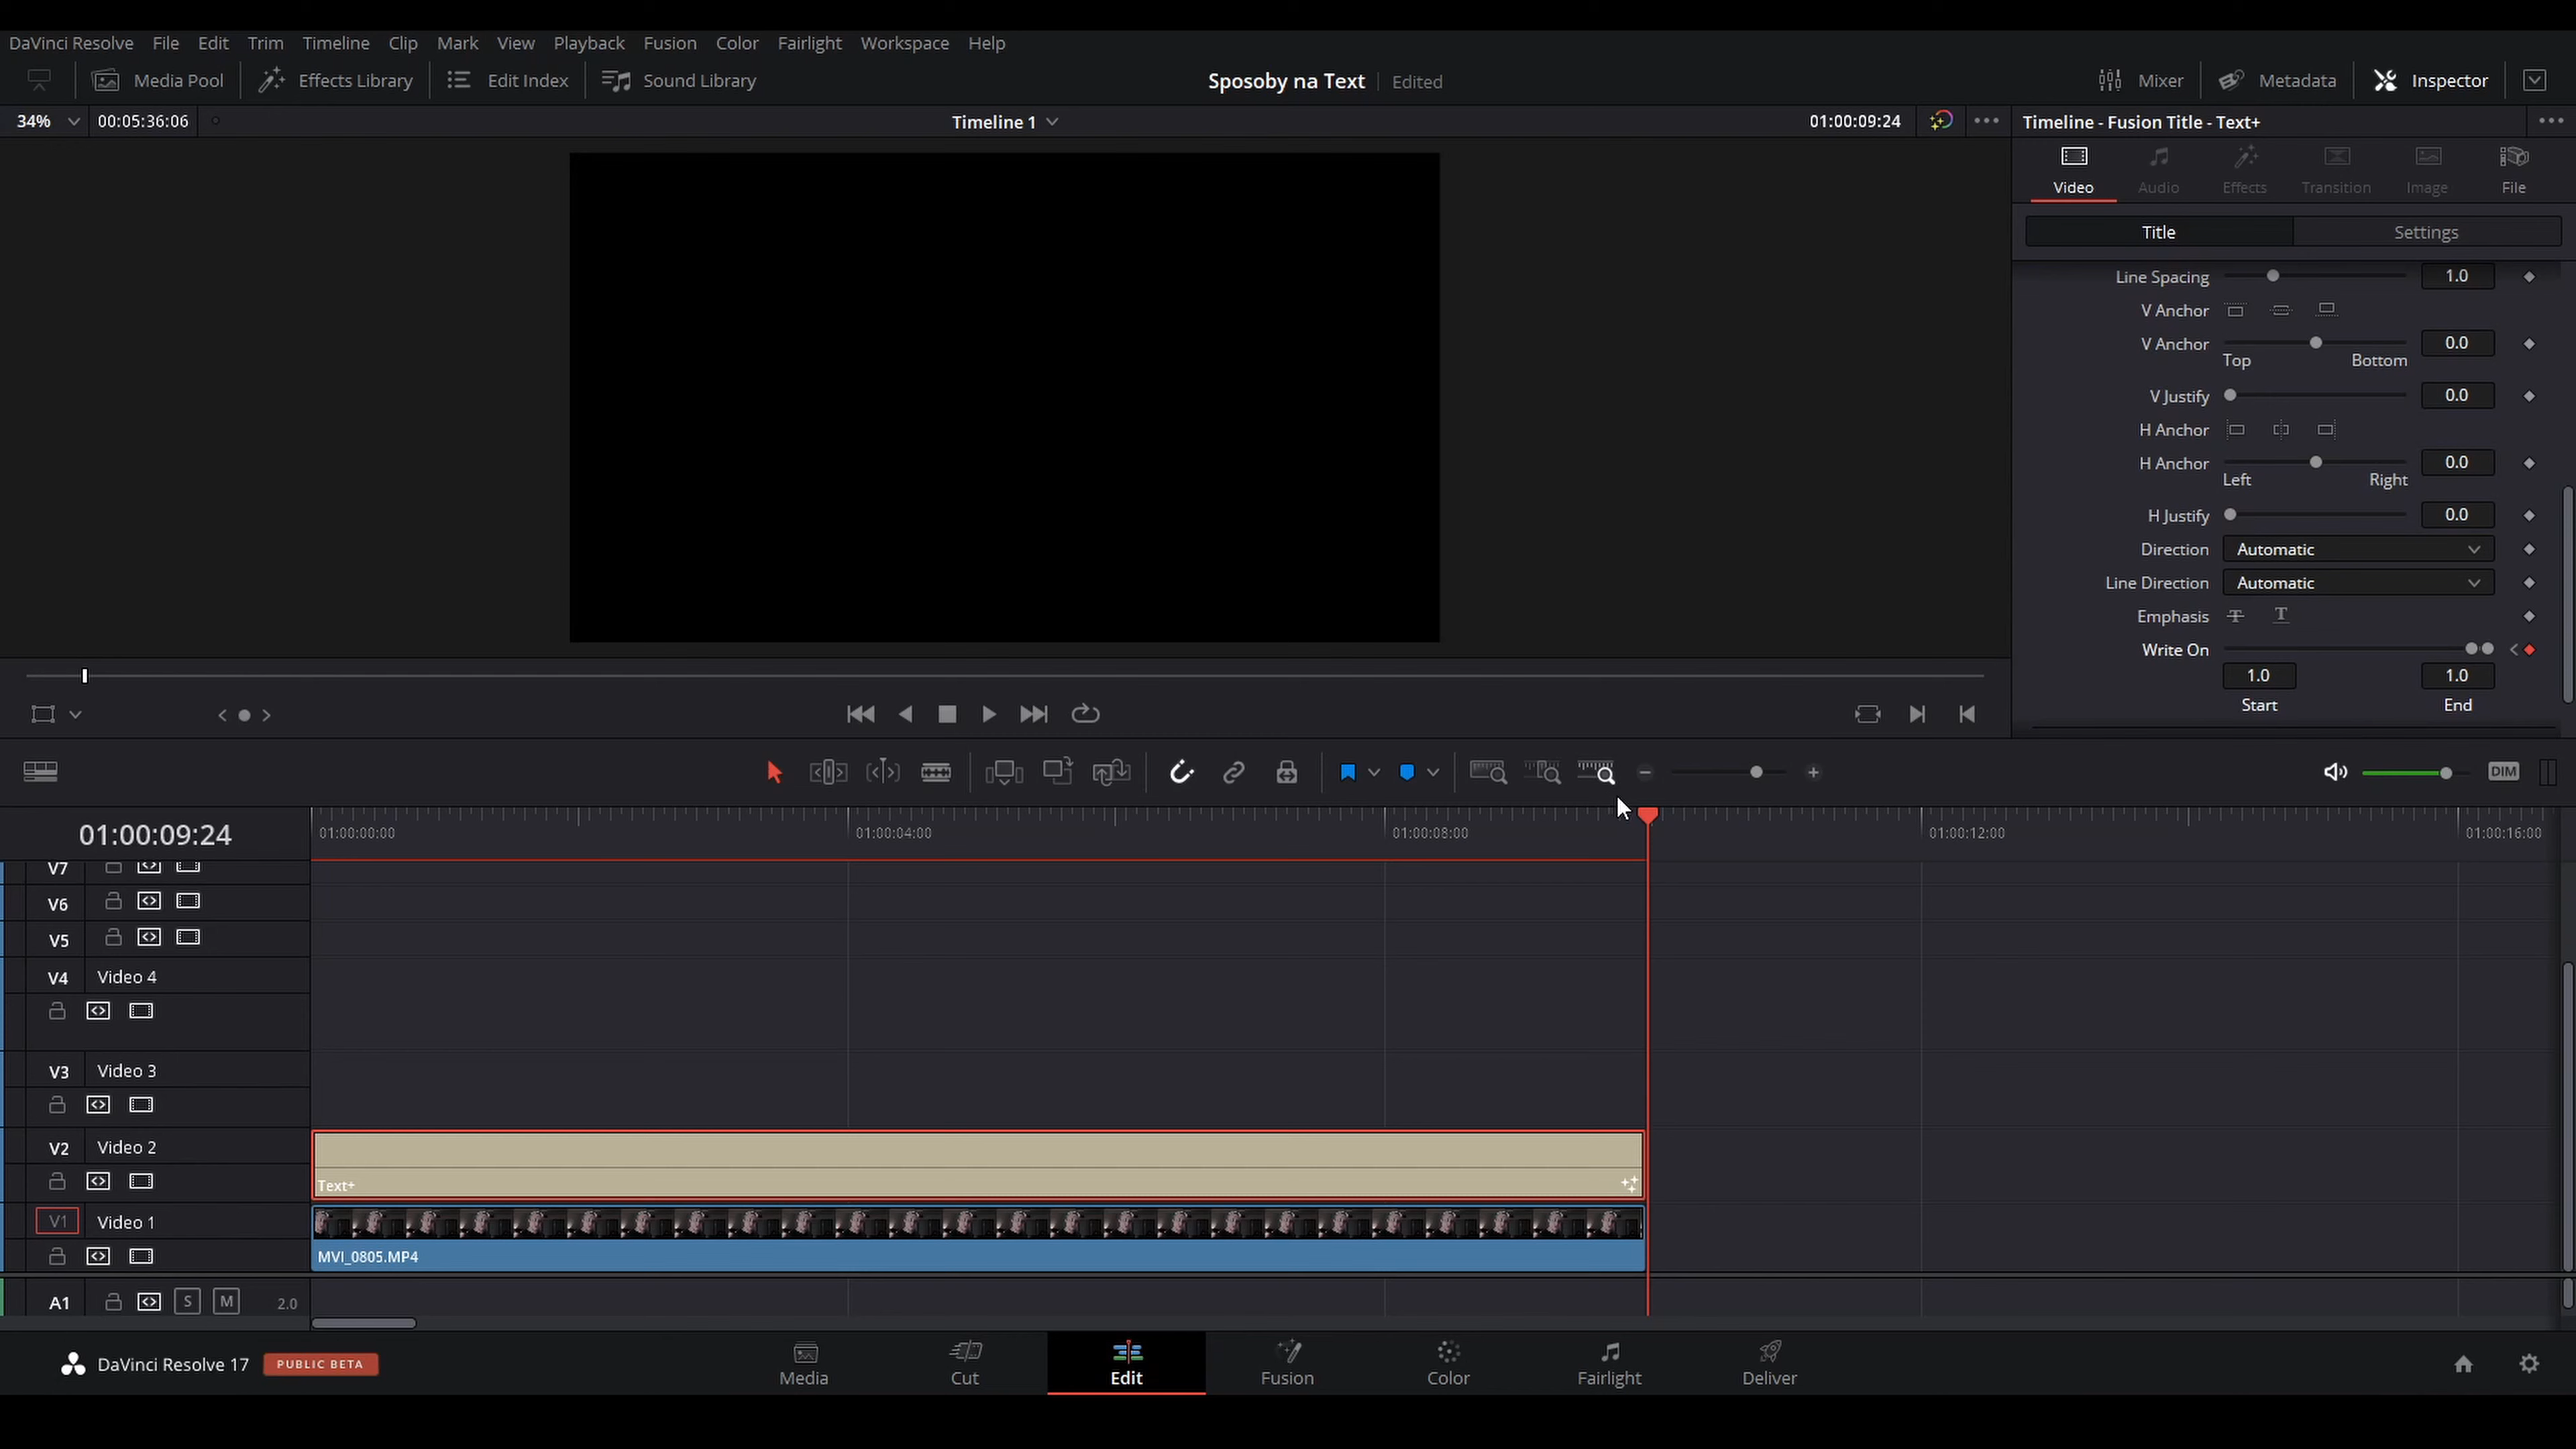 DaVinci Resolve File Edit Trim Timeline Clip Mark View Playback Fusion Color Fairlight Workspace Help
Media Pool Effects Library Edit Index Sound Library Sposoby na Text Edited Mixer Metadata Inspector
34% 00:05:36:06 Timeline 1 01:00:09:24 Timeline - Fusion Title - Text+
Video Audio Effects Transition Image File
Title Settings
Line Spacing 1.0
V Anchor
V Anchor 0.0
Top Bottom
V Justify 0.0
H Anchor
H Anchor 0.0
Left Right
H Justify 0.0
Direction Automatic
Line Direction Automatic
Emphasis
Write On
1.0 1.0
Start End
DIM
01:00:09:24 01:00:00:00 01:00:04:00 01:00:08:00 01:00:12:00 01:00:16:00
V7
V6
V5
V4 Video 4
V3 Video 3
V2 Video 2
Text+
V1 Video 1
MVI_0805.MP4
A1 S M 2.0
DaVinci Resolve 17 PUBLIC BETA Media Cut Edit Fusion Color Fairlight Deliver